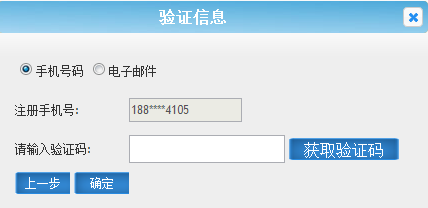 验证信息
手机号码 电子邮件
注册手机号: 188****4105
请输入验证码: 获取验证码
上一步 确定